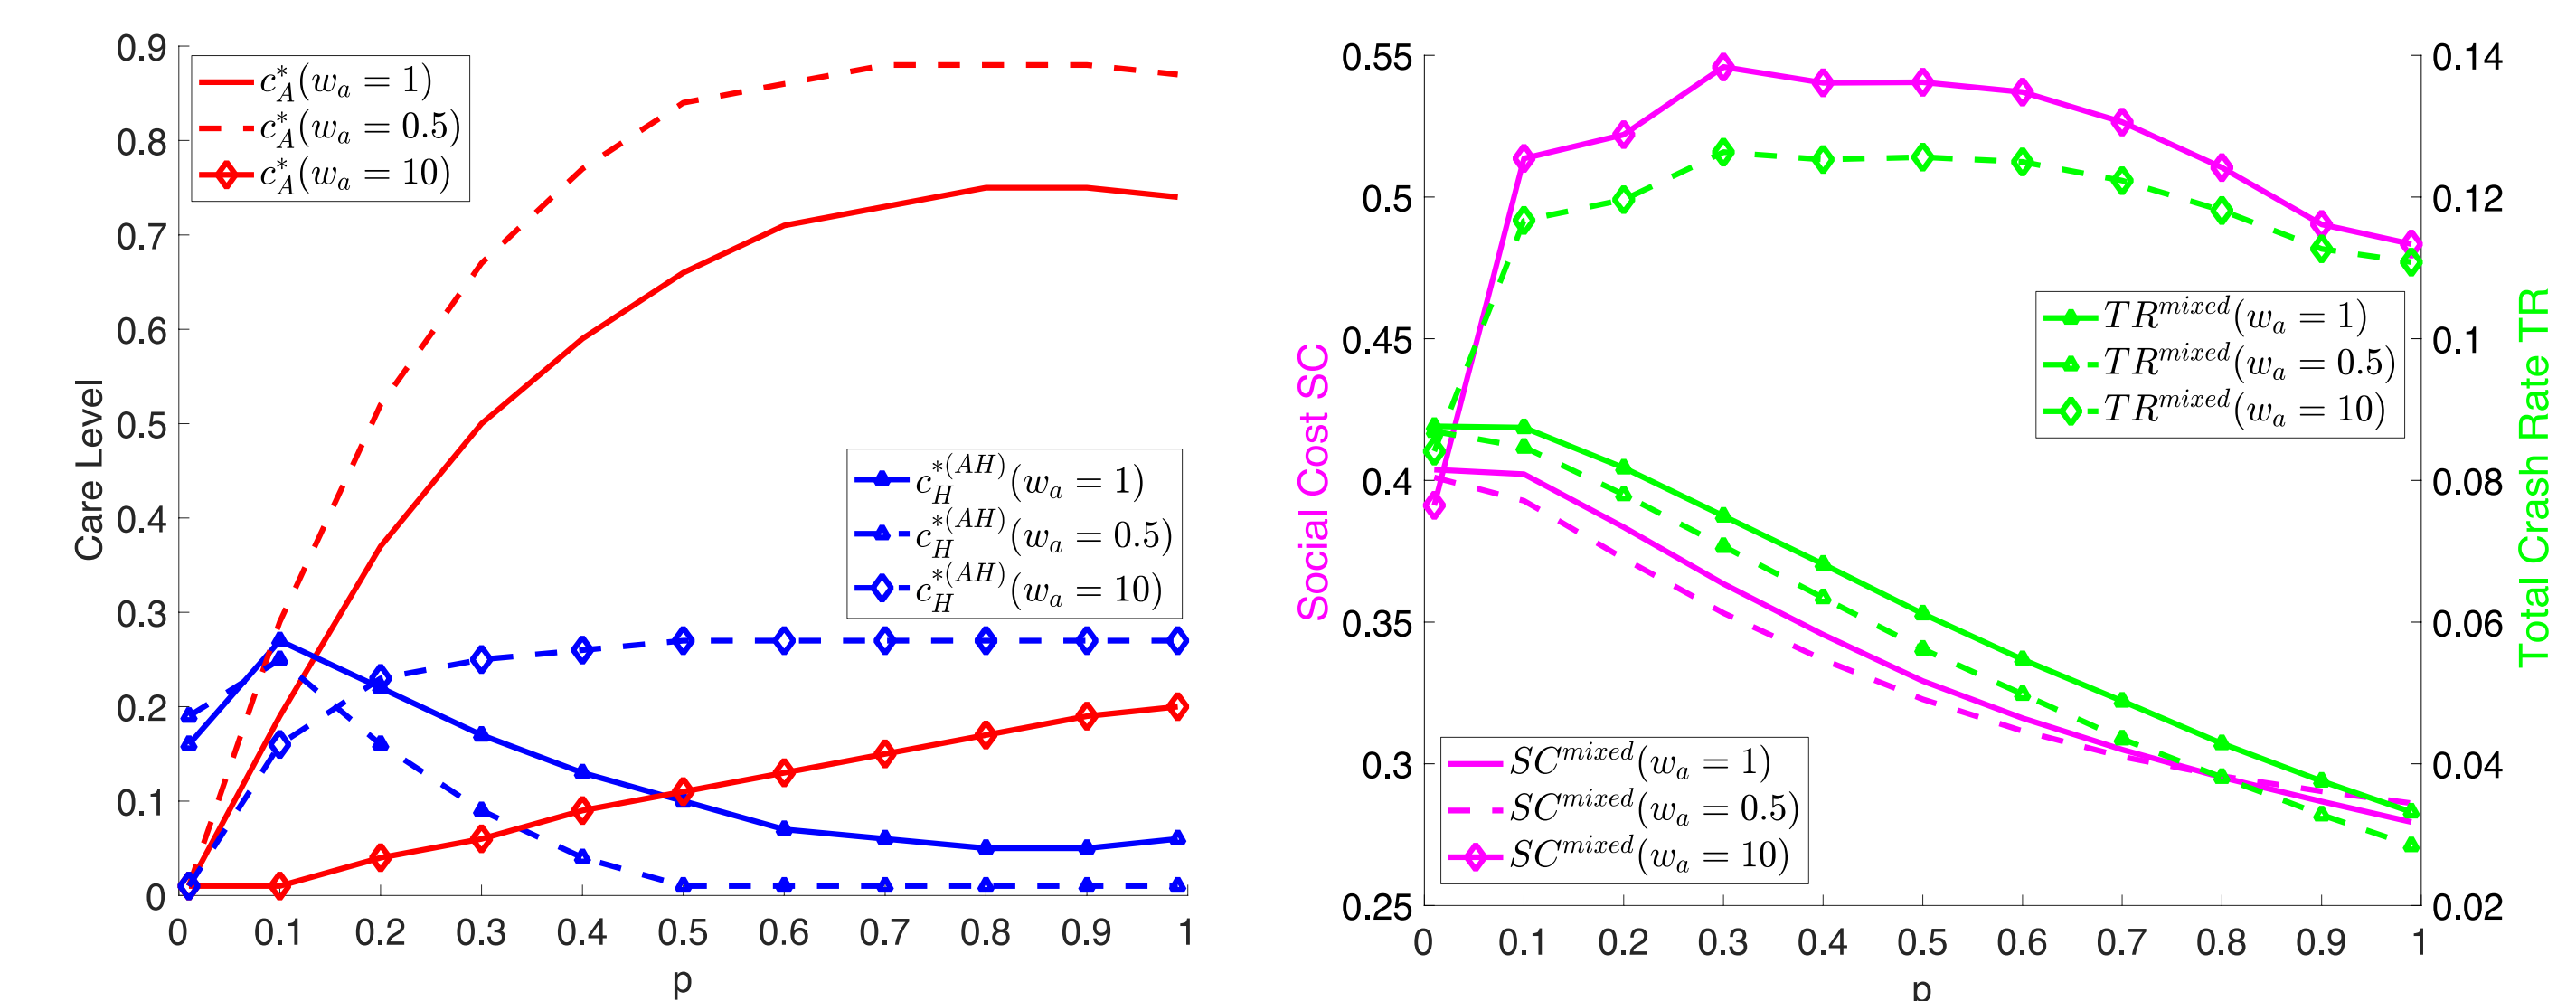 0.9
0.8
0.7
0.6
0.5
0.4
0.3
0.2
0.1
0
Care Level
c*A(wa = 1)
c*A(wa = 0.5)
c*A(wa = 10)
c*(AH)H(wa = 1)
c*(AH)H(wa = 0.5)
c*(AH)H(wa = 10)
0 0.1 0.2 0.3 0.4 0.5 0.6 0.7 0.8 0.9 1
p
0.55
0.5
0.45
0.4
0.35
0.3
0.25
Social Cost SC
TRmixed(wa = 1)
TRmixed(wa = 0.5)
TRmixed(wa = 10)
SCmixed(wa = 1)
SCmixed(wa = 0.5)
SCmixed(wa = 10)
0.14
0.12
0.1
0.08
0.06
0.04
0.02
Total Crash Rate TR
0 0.1 0.2 0.3 0.4 0.5 0.6 0.7 0.8 0.9 1
p